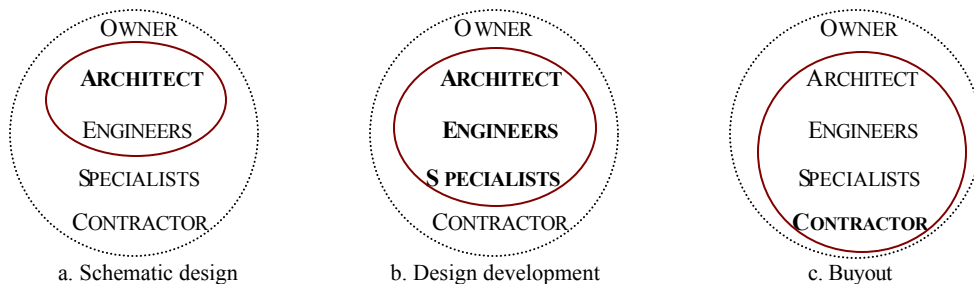 OWNER
ARCHITECT
ENGINEERS
SPECIALISTS
CONTRACTOR
a. Schematic design
OWNER
ARCHITECT
ENGINEERS
SPECIALISTS
CONTRACTOR
b. Design development
OWNER
ARCHITECT
ENGINEERS
SPECIALISTS
CONTRACTOR
c. Buyout